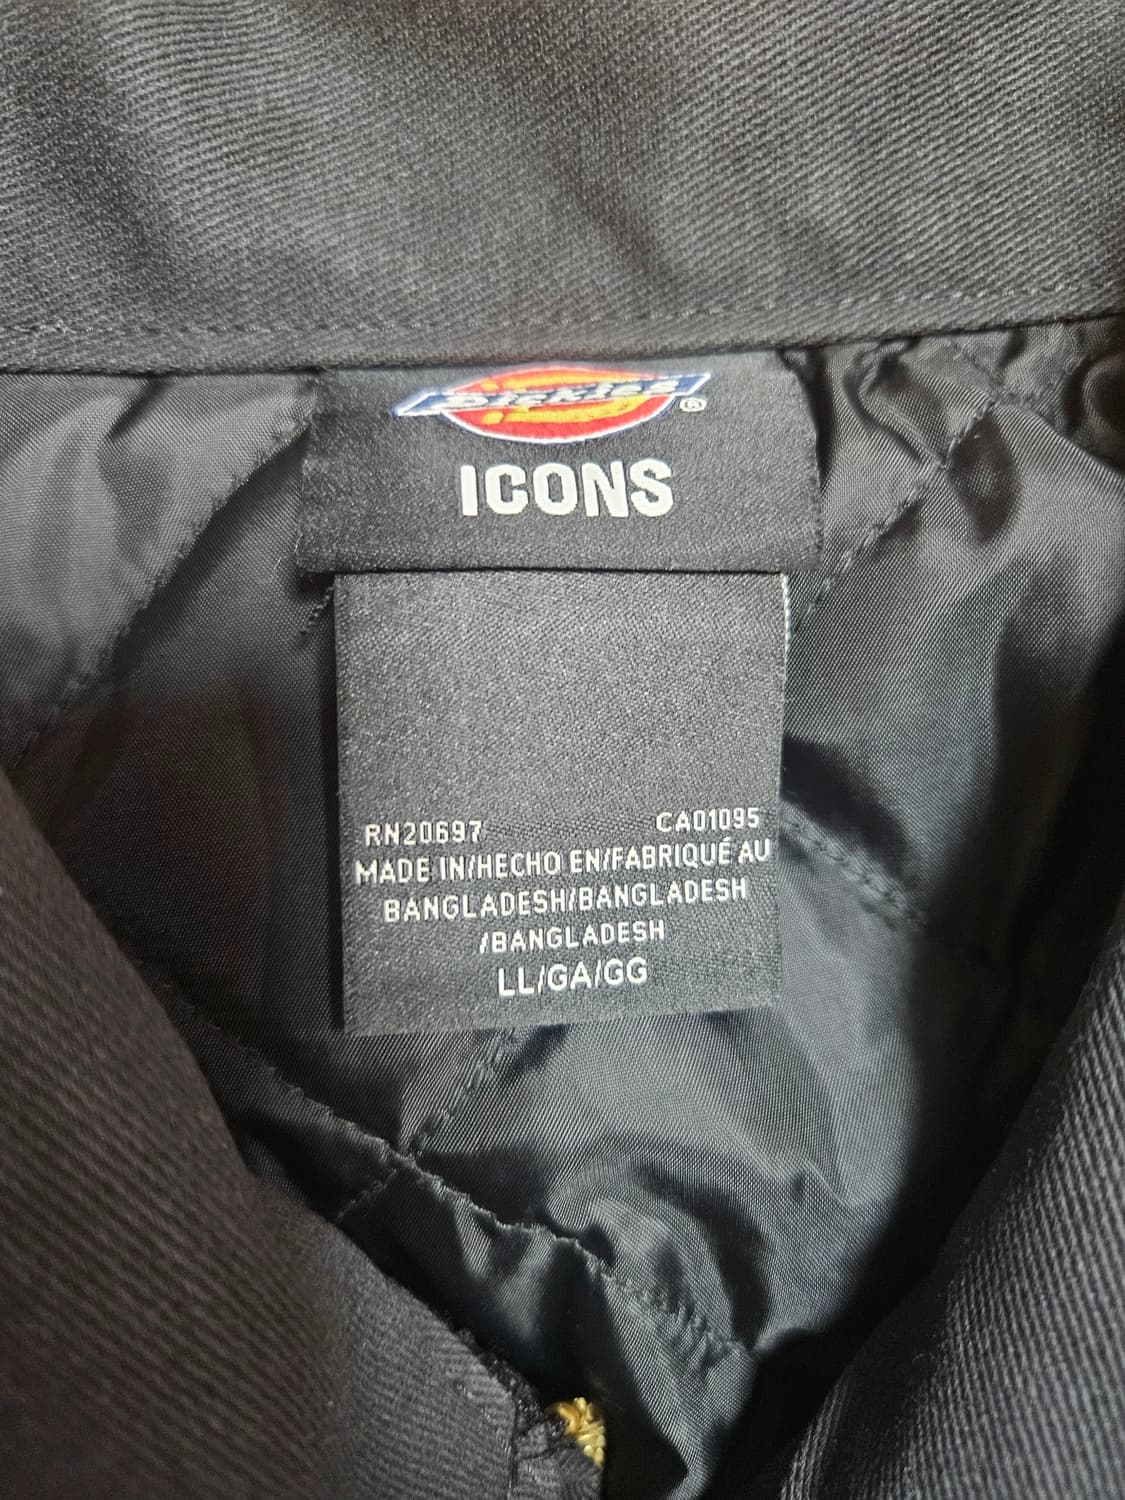 Dickies®
ICONS
RN20697 CA01095
MADE IN/HECHO EN/FABRIQUÉ AU
BANGLADESH/BANGLADESH
/BANGLADESH
LL/GA/GG